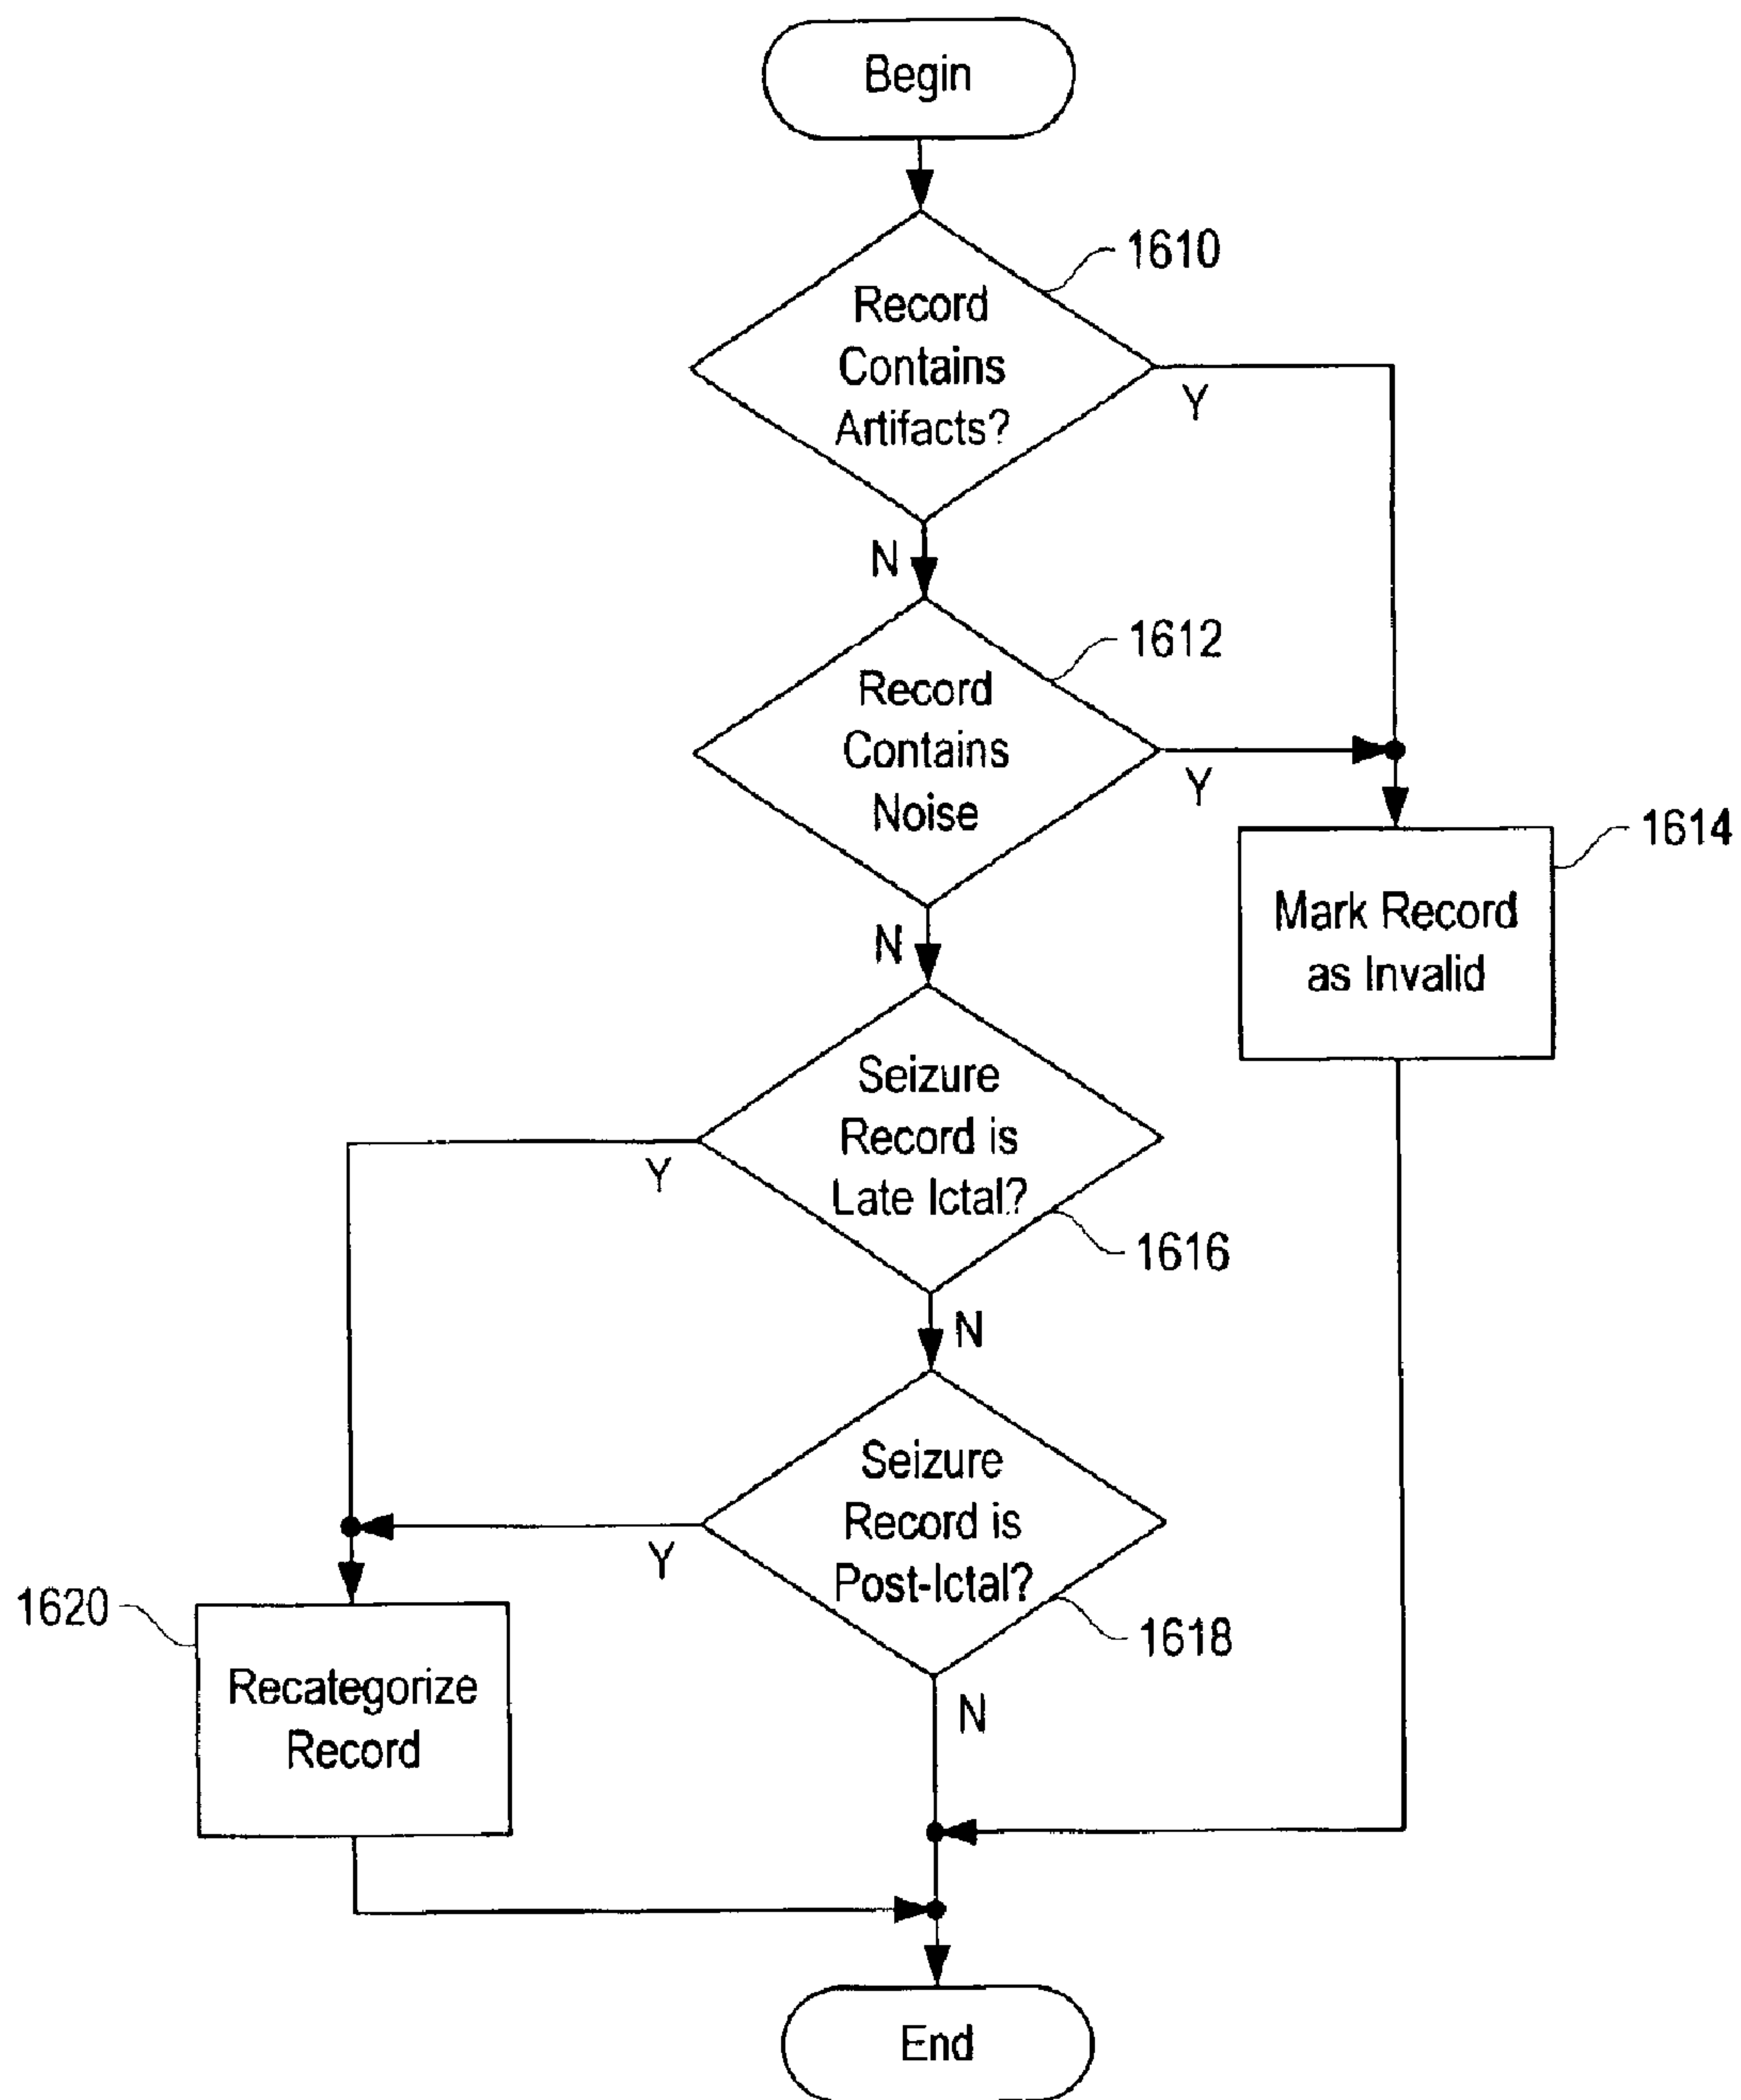 Begin
1610
Record
Contains
Artifacts?
Y
N
1612
Record
Contains
Noise
Y
N
1614
Mark Record
as Invalid
Seizure
Record is
Late Ictal?
Y
1616
N
Seizure
Record is
Post-Ictal?
Y
1618
N
1620
Recategorize
Record
End